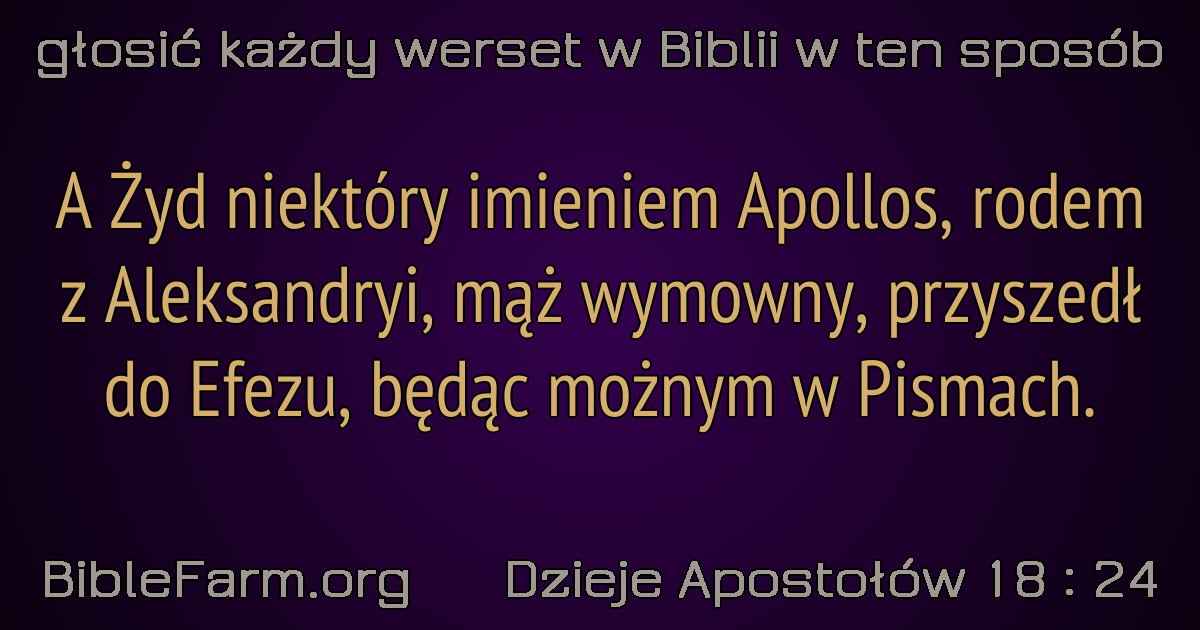 głosić każdy werset w Biblii w ten sposób
A Żyd niektóry imieniem Apollos, rodem
z Aleksandryi, mąż wymowny, przyszedł
do Efezu, będąc możnym w Pismach.
BibleFarm.org Dzieje Apostołów 18 : 24